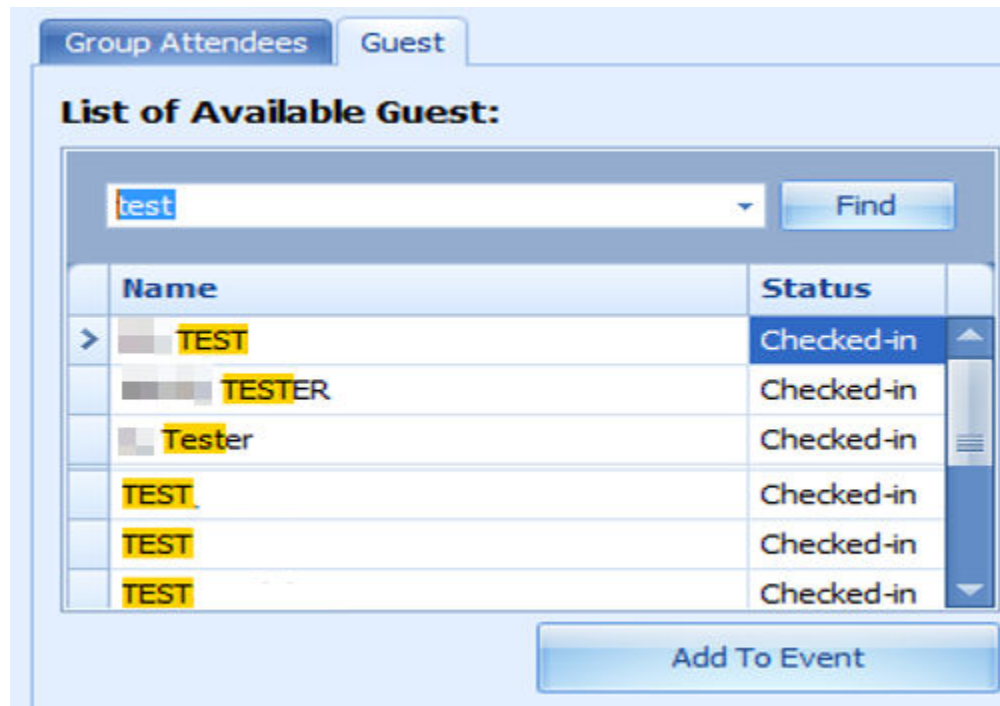 Group Attendees Guest
List of Available Guest:
test Find
Name Status
TEST Checked-in
TESTER Checked-in
Tester Checked-in
TEST Checked-in
TEST Checked-in
TEST Checked-in
Add To Event